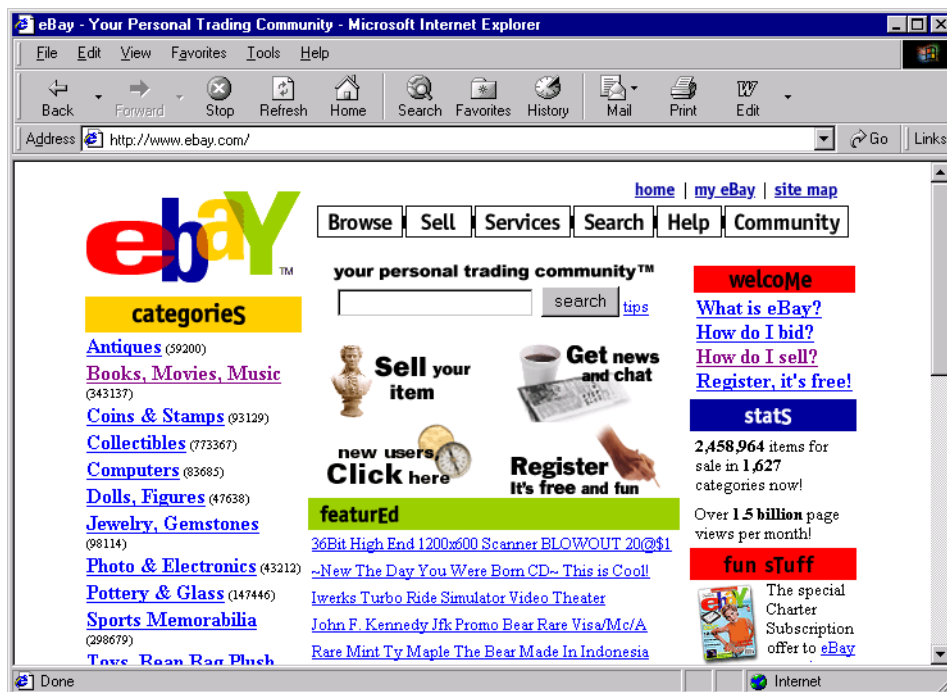 eBay - Your Personal Trading Community - Microsoft Internet Explorer
File Edit View Favorites Tools Help
Back Forward Stop Refresh Home Search Favorites History Mail Print Edit
Address http://www.ebay.com/ Go Links
home | my eBay | site map
ebaY™
Browse Sell Services Search Help Community
your personal trading community™
search tips
categorieS
Antiques (59200)
Books, Movies, Music
(343137)
Coins & Stamps (93129)
Collectibles (773367)
Computers (83685)
Dolls, Figures (47638)
Jewelry, Gemstones
(98114)
Photo & Electronics (43212)
Pottery & Glass (147446)
Sports Memorabilia
(298679)
Toys, Bean Bag Plush
Sell your
item
Get news
and chat
new users
Click here
Register
It's free and fun
featurEd
36Bit High End 1200x600 Scanner BLOWOUT 20@$1
~New The Day You Were Born CD~ This is Cool!
Iwerks Turbo Ride Simulator Video Theater
John F. Kennedy Jfk Promo Bear Rare Visa/Mc/A
Rare Mint Ty Maple The Bear Made In Indonesia
welcoMe
What is eBay?
How do I bid?
How do I sell?
Register, it's free!
statS
2,458,964 items for
sale in 1,627
categories now!
Over 1.5 billion page
views per month!
fun sTuff
ebaY
The special
Charter
Subscription
offer to eBay
Done Internet